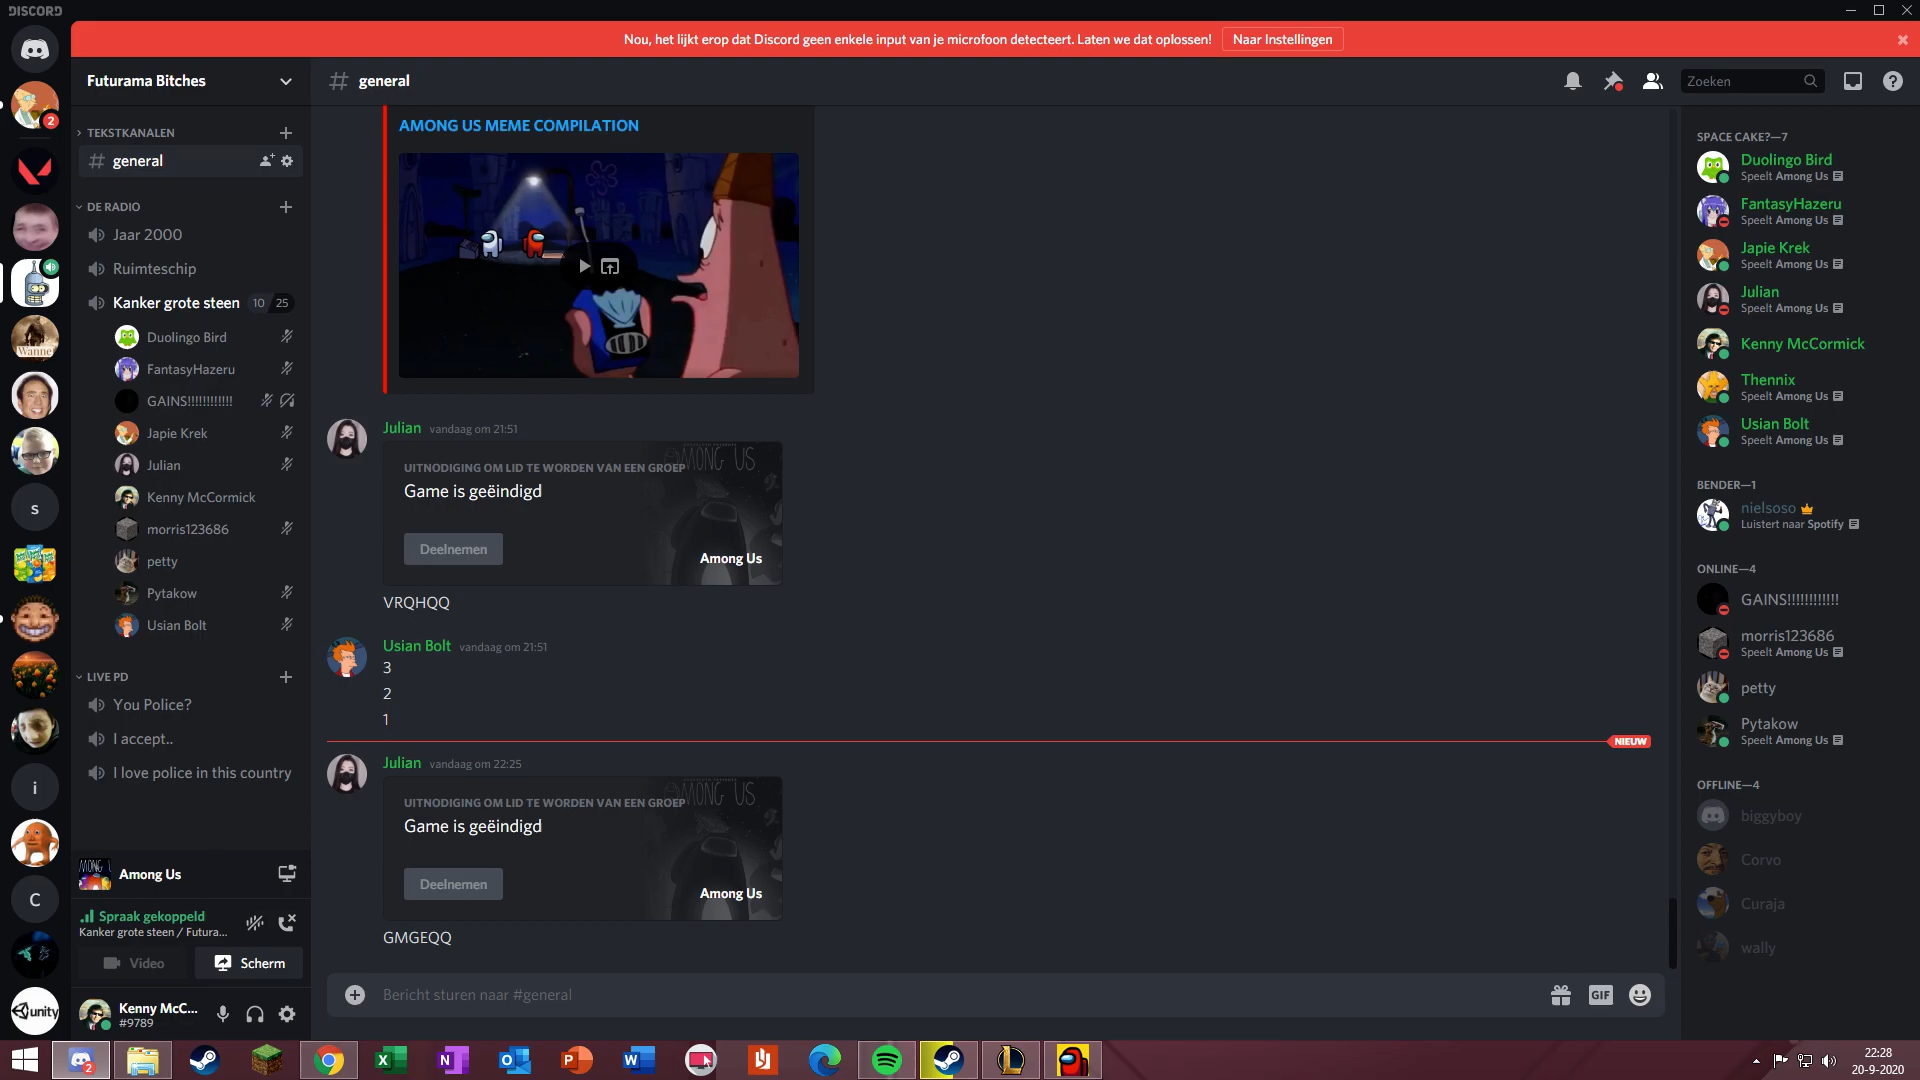 DISCORD
Nou, het lijkt erop dat Discord geen enkele input van je microfoon detecteert. Laten we dat oplossen!
Naar Instellingen
Futurama Bitches
general
Zoeken
2
TEKSTKANALEN
general
DE RADIO
Jaar 2000
Ruimteschip
Kanker grote steen
10
25
Duolingo Bird
FantasyHazeru
GAINS!!!!!!!!!!!!
Japie Krek
Julian
Kenny McCormick
morris123686
petty
Pytakow
Usian Bolt
LIVE PD
You Police?
I accept..
I love police in this country
Wanne
s
i
C
unity
Among Us
Spraak gekoppeld
Kanker grote steen / Futura...
Video
Scherm
Kenny McC...
#9789
AMONG US MEME COMPILATION
Julian vandaag om 21:51
UITNODIGING OM LID TE WORDEN VAN EEN GROEP
Game is geëindigd
Deelnemen
AMONG US
Among Us
VRQHQQ
Usian Bolt vandaag om 21:51
3
2
1
NIEUW
Julian vandaag om 22:25
UITNODIGING OM LID TE WORDEN VAN EEN GROEP
Game is geëindigd
Deelnemen
AMONG US
Among Us
GMGEQQ
Bericht sturen naar #general
GIF
SPACE CAKE?—7
Duolingo Bird
Speelt Among Us
FantasyHazeru
Speelt Among Us
Japie Krek
Speelt Among Us
Julian
Speelt Among Us
Kenny McCormick
Thennix
Speelt Among Us
Usian Bolt
Speelt Among Us
BENDER—1
nielsoso
Luistert naar Spotify
ONLINE—4
GAINS!!!!!!!!!!!!
morris123686
Speelt Among Us
petty
Pytakow
Speelt Among Us
OFFLINE—4
biggyboy
Corvo
Curaja
wally
2
22:28
20-9-2020